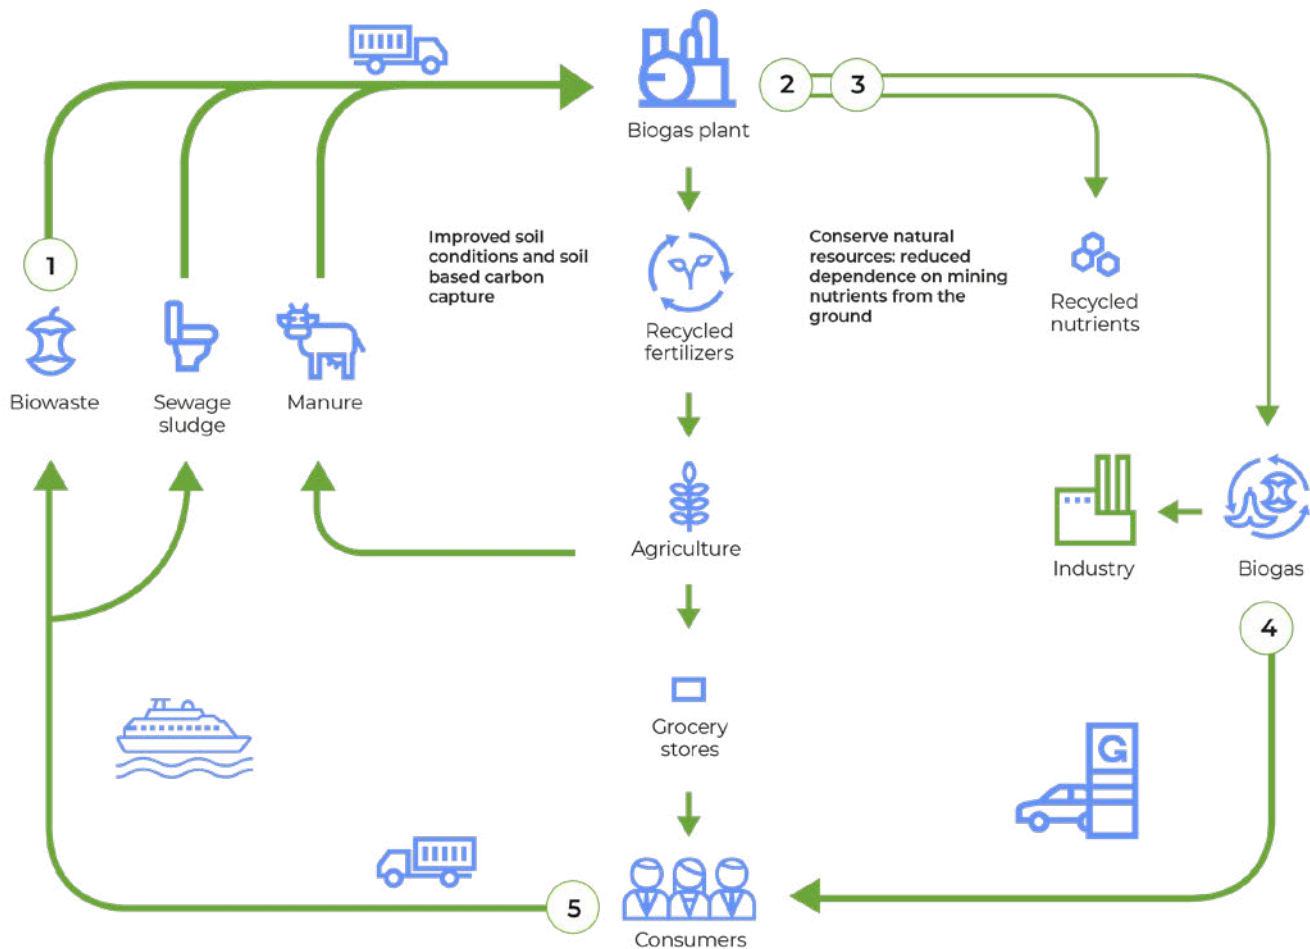 Biogas plant
2
3
1
Improved soil
conditions and soil
based carbon
capture
Conserve natural
resources: reduced
dependence on mining
nutrients from the
ground
Recycled
nutrients
Recycled
fertilizers
Biowaste
Sewage
sludge
Manure
Agriculture
Industry
Biogas
4
Grocery
stores
G
5
Consumers